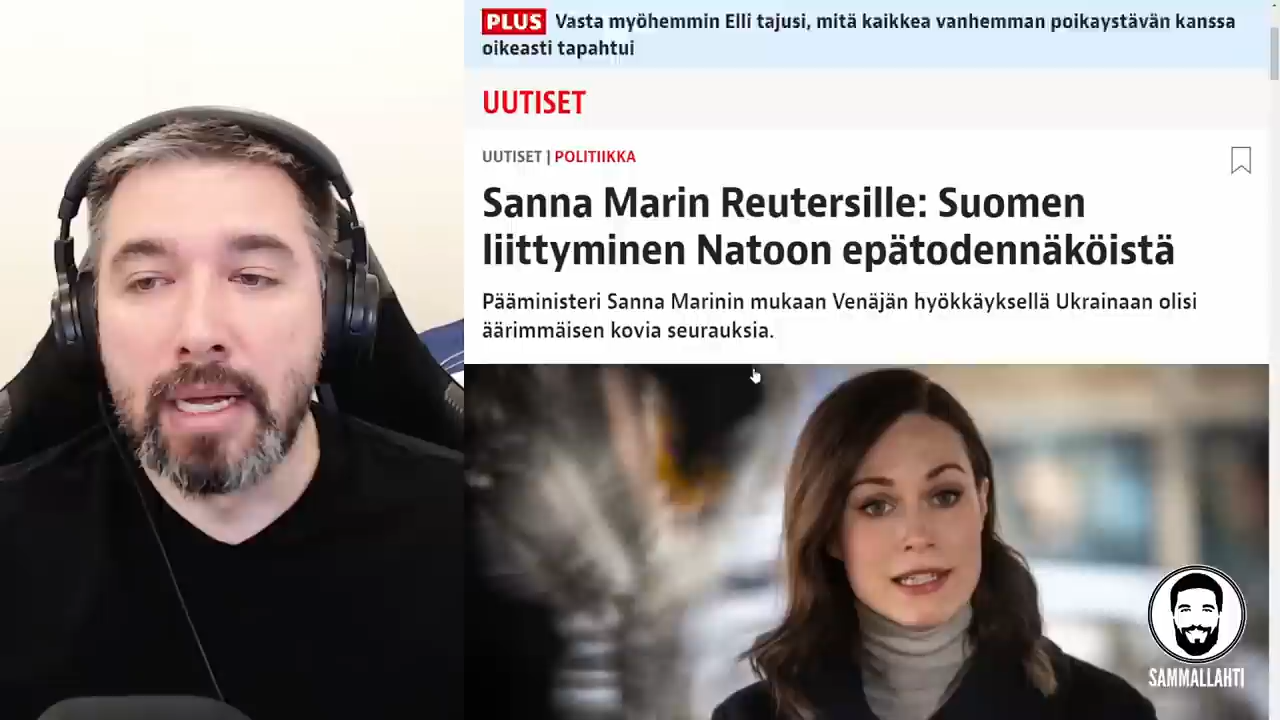 PLUS Vasta myöhemmin Elli tajusi, mitä kaikkea vanhemman poikaystävän kanssa
oikeasti tapahtui
UUTISET
UUTISET | POLITIIKKA
Sanna Marin Reutersille: Suomen
liittyminen Natoon epätodennäköistä
Pääministeri Sanna Marinin mukaan Venäjän hyökkäyksellä Ukrainaan olisi
äärimmäisen kovia seurauksia.
SAMMALLAHTI